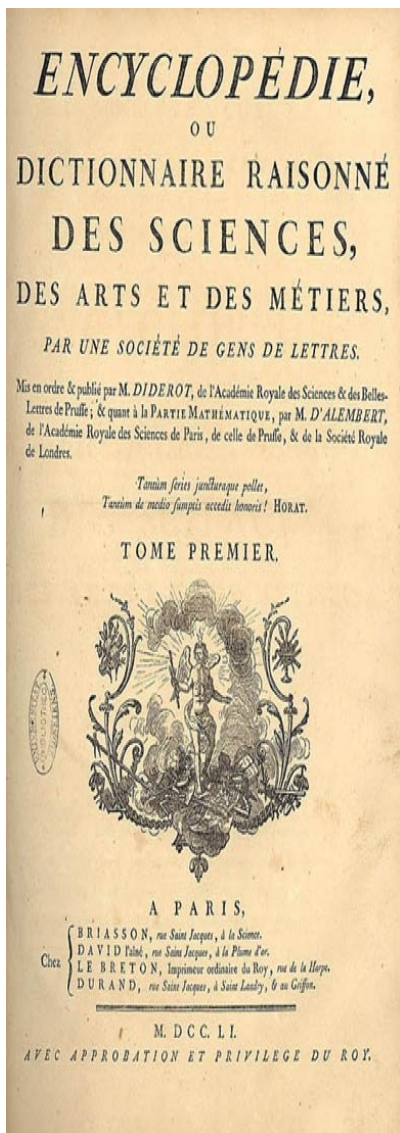 ENCYCLOPÉDIE,
OU
DICTIONNAIRE RAISONNÉ
DES SCIENCES,
DES ARTS ET DES MÉTIERS,
PAR UNE SOCIÉTÉ DE GENS DE LETTRES.
Mis en ordre & publié par M. DIDEROT, de l'Académie Royale des Sciences & des Belles-
Lettres de Prusse; & quant à la PARTIE MATHÉMATIQUE, par M. D'ALEMBERT,
de l'Académie Royale des Sciences de Paris, de celle de Prusse, & de la Société Royale
de Londres.
Tantùm series juncturaque pollet,
Tantùm de medio sumptis accedit honoris! HORAT.
TOME PREMIER.
A PARIS,
Chez
BRIASSON, rue Saint Jacques, à la Science.
DAVID l'aîné, rue Saint Jacques, à la Plume d'or.
LE BRETON, Imprimeur ordinaire du Roy, rue de la Harpe.
DURAND, rue Saint Jacques, à Saint Landry, & au Griffon.
M. DCC. LI.
AVEC APPROBATION ET PRIVILEGE DU ROY.